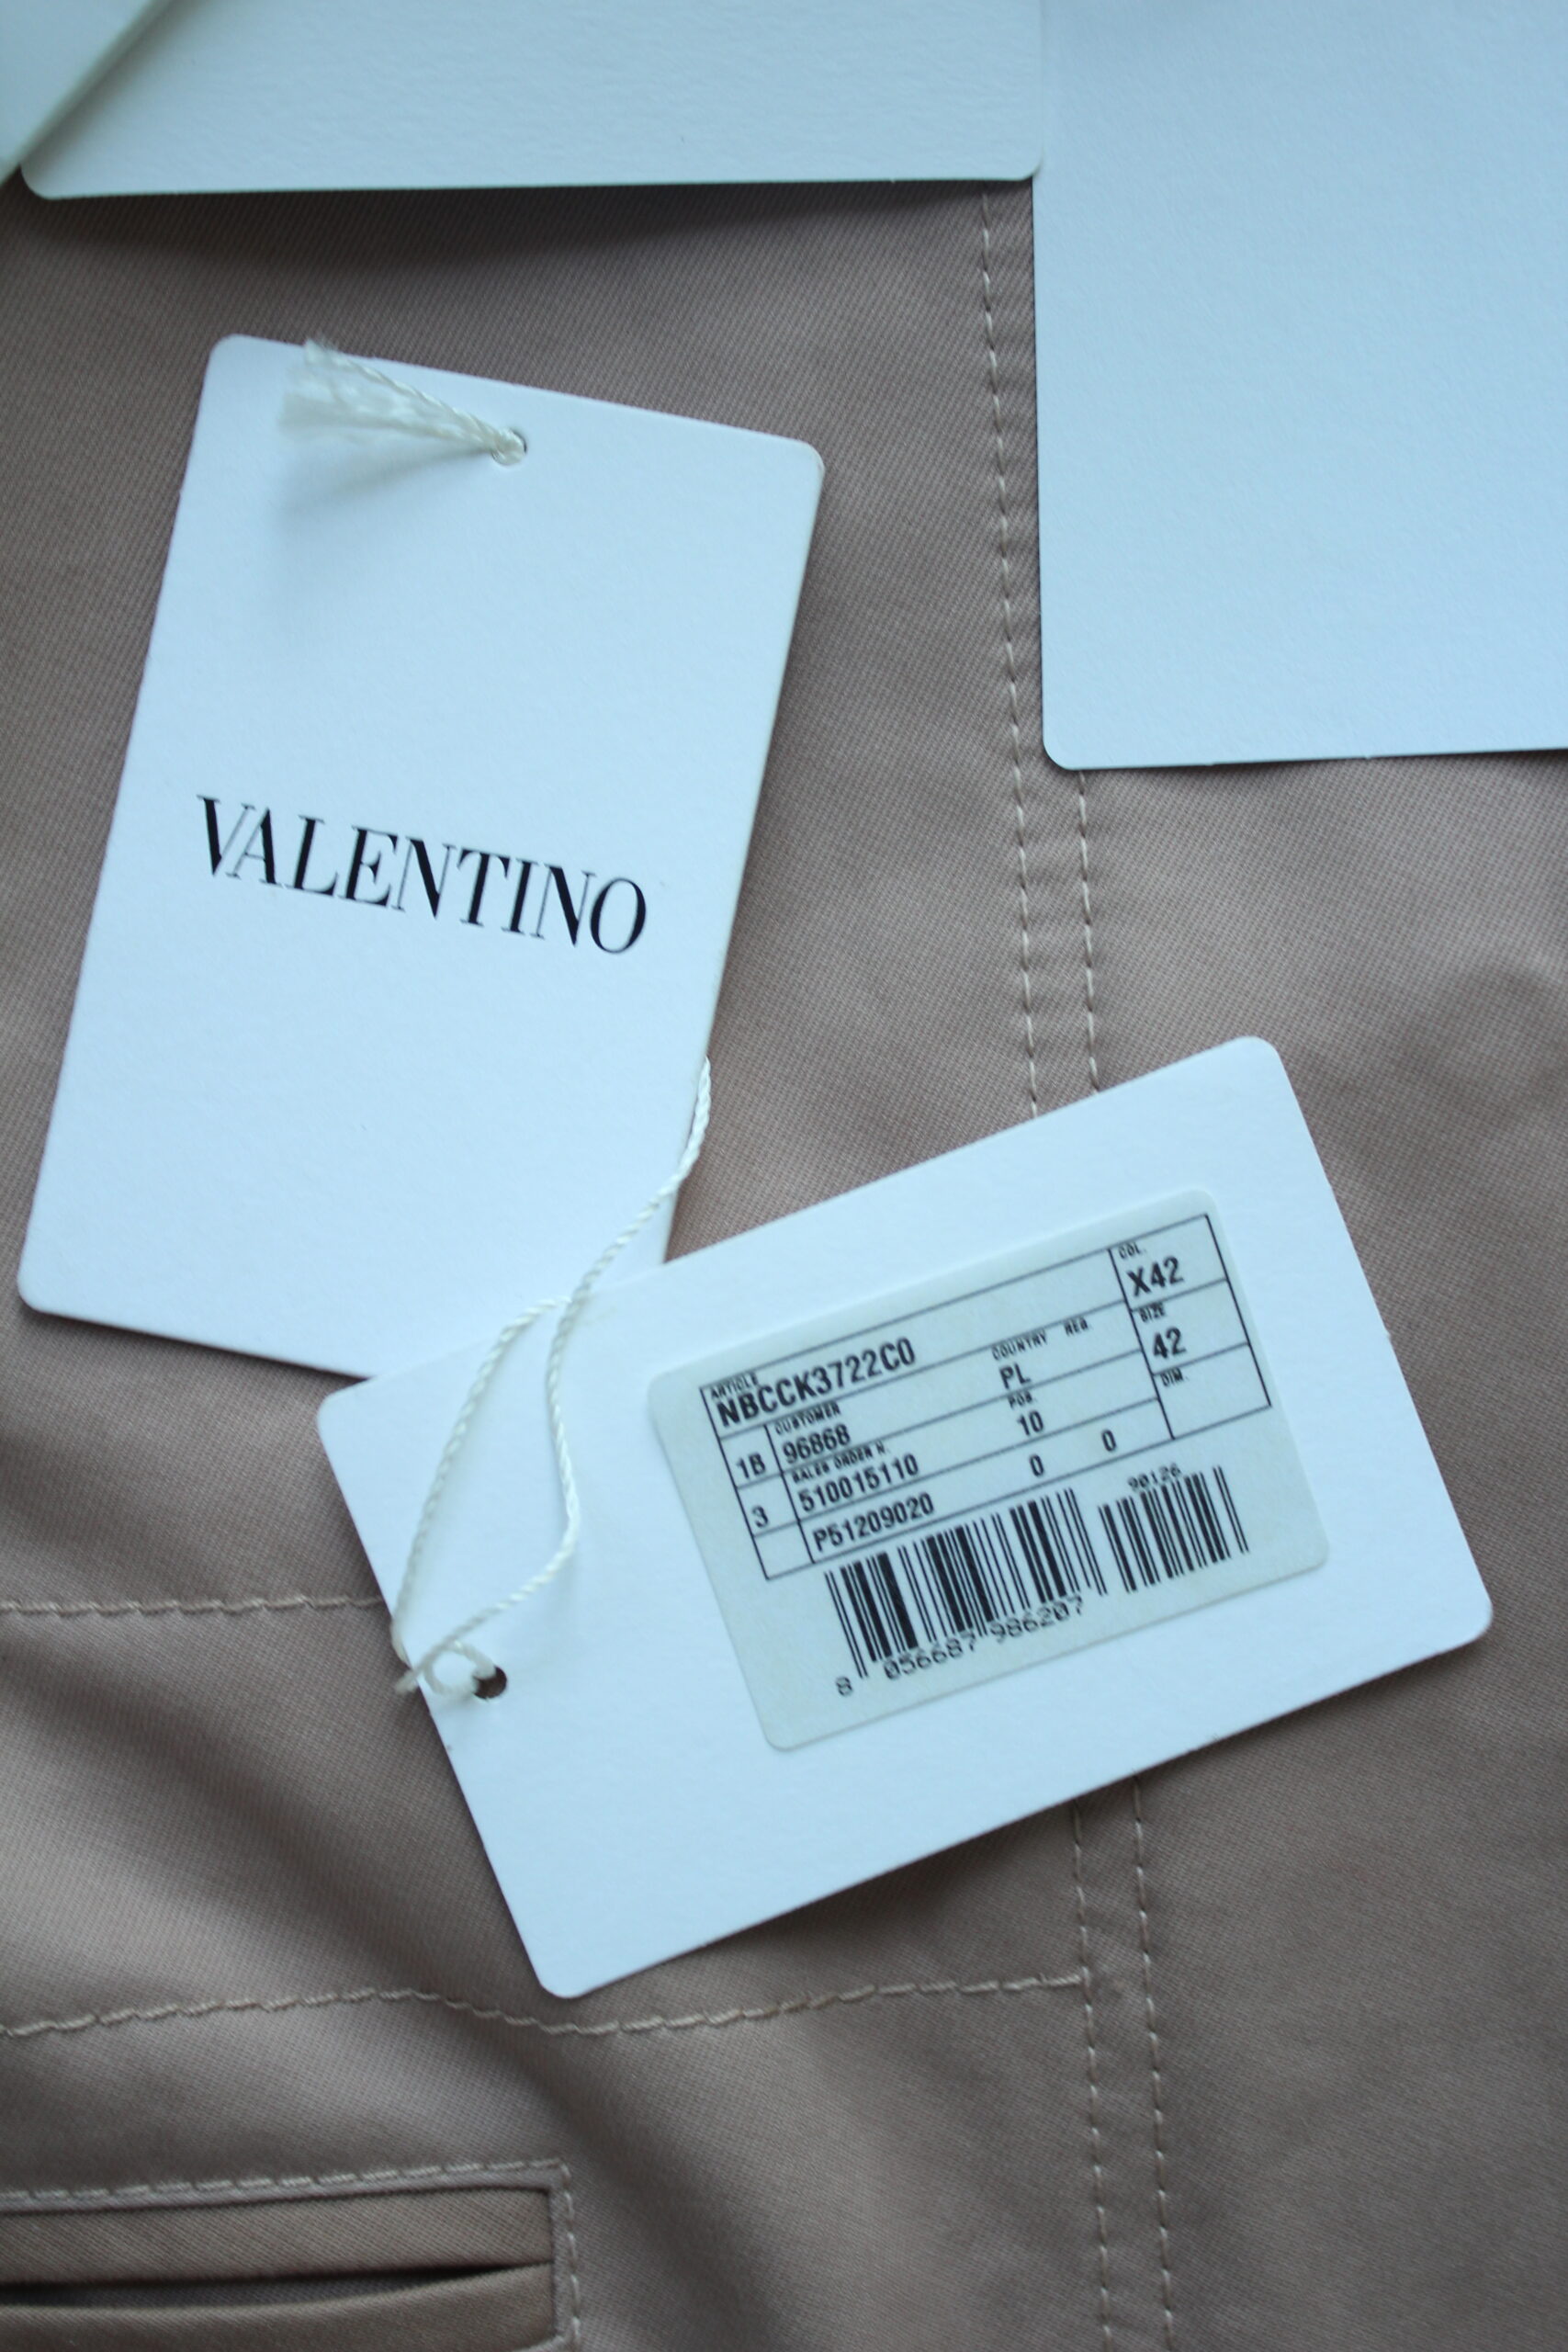 VALENTINO
COL.
X42
ARTICLE
NBCCK3722C0
COUNTRY REG.
PL
SIZE
42
1B
CUSTOMER
96868
POS.
10
DIM.
3
SALES ORDER N.
510015110
0 0
P51209020
90126
8 056687 986207